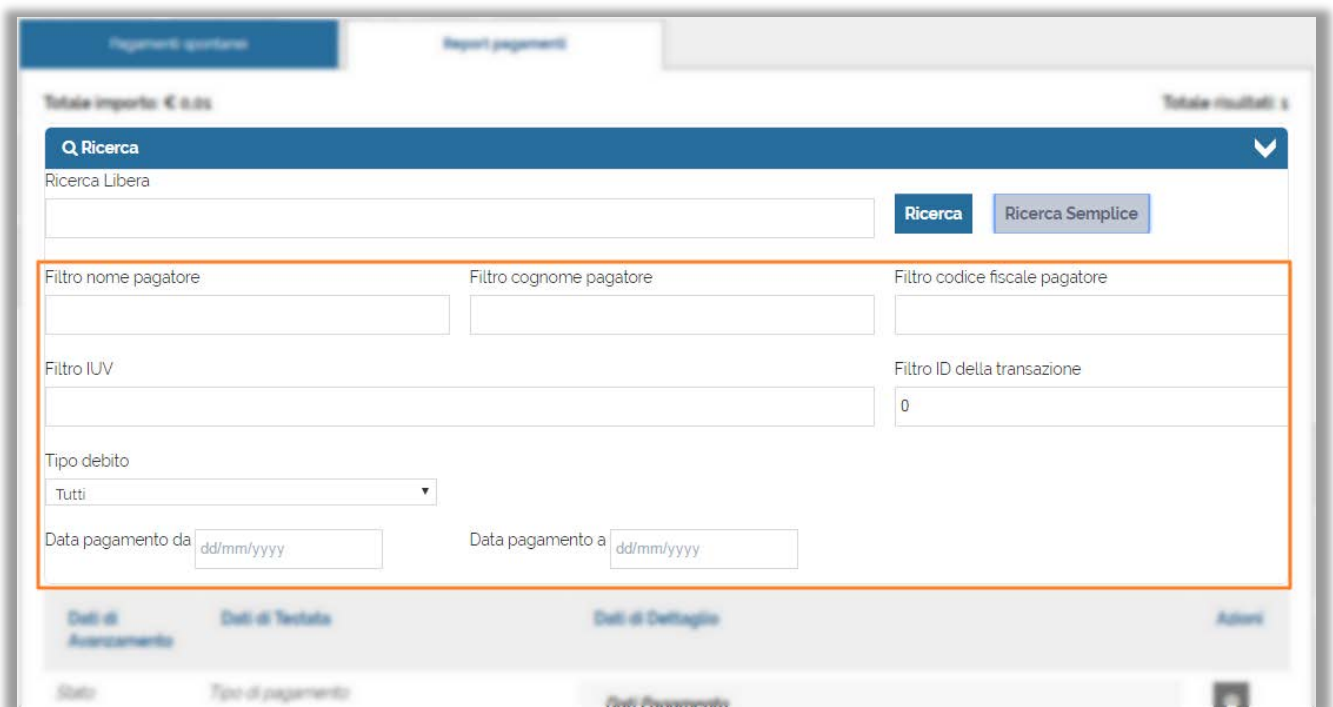 Pagamenti spontanei Report pagamenti
Totale importo: € 0,01 Totale risultati: 1
Ricerca
Ricerca Libera
Ricerca Ricerca Semplice
Filtro nome pagatore Filtro cognome pagatore Filtro codice fiscale pagatore
Filtro IUV Filtro ID della transazione
0
Tipo debito
Tutti
Data pagamento da dd/mm/yyyy Data pagamento a dd/mm/yyyy
Dati di Dati di Testata Dati di Dettaglio Azioni
Avanzamento
Stato Tipo di pagamento
Dati Pagamento